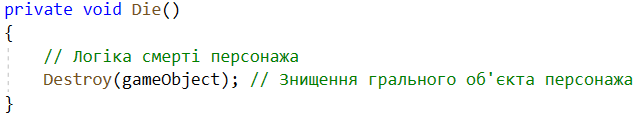 private void Die()
{
// Логіка смерті персонажа
Destroy(gameObject); // Знищення грального об'єкта персонажа
}